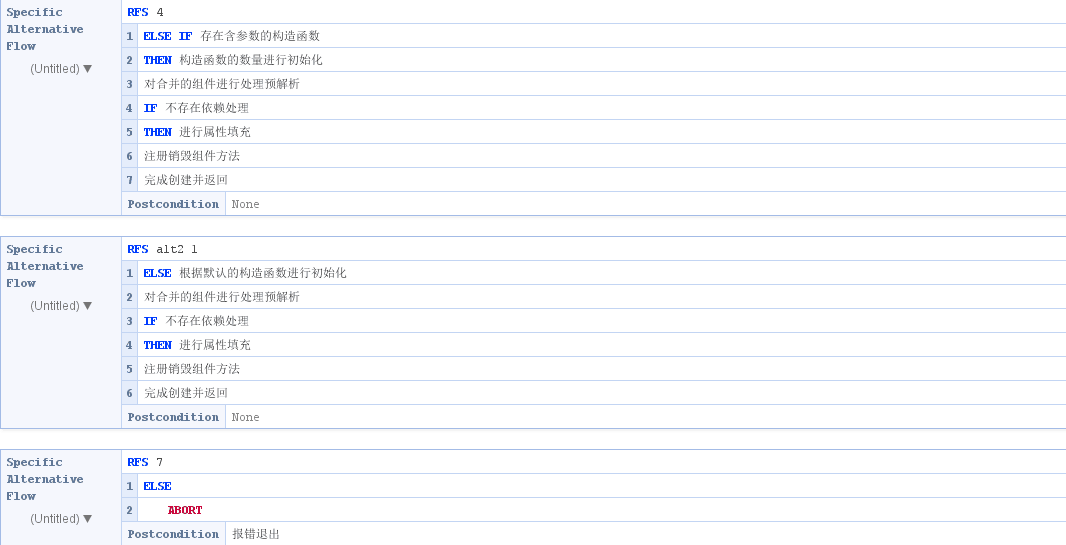 Specific Alternative Flow
(Untitled) ▼
RFS 4
1 ELSE IF 存在含参数的构造函数
2 THEN 构造函数的数量进行初始化
3 对合并的组件进行处理预解析
4 IF 不存在依赖处理
5 THEN 进行属性填充
6 注册销毁组件方法
7 完成创建并返回
Postcondition None
Specific Alternative Flow
(Untitled) ▼
RFS alt2 1
1 ELSE 根据默认的构造函数进行初始化
2 对合并的组件进行处理预解析
3 IF 不存在依赖处理
4 THEN 进行属性填充
5 注册销毁组件方法
6 完成创建并返回
Postcondition None
Specific Alternative Flow
(Untitled) ▼
RFS 7
1 ELSE
2 ABORT
Postcondition 报错退出